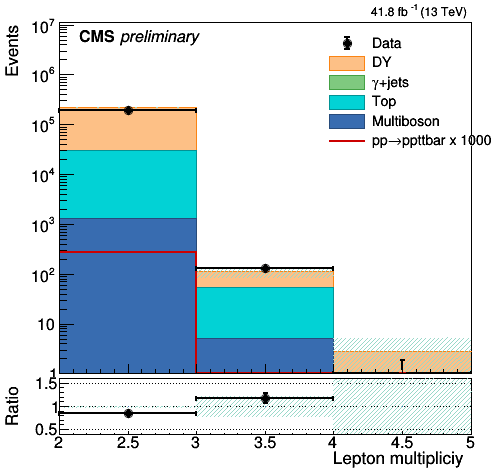 41.8 fb⁻¹ (13 TeV)
CMS preliminary
Events
10⁷
10⁶
10⁵
10⁴
10³
10²
10
1
Data
DY
γ+jets
Top
Multiboson
pp→ppttbar x 1000
Ratio
1.5
1
0.5
2 2.5 3 3.5 4 4.5 5
Lepton multipliciy